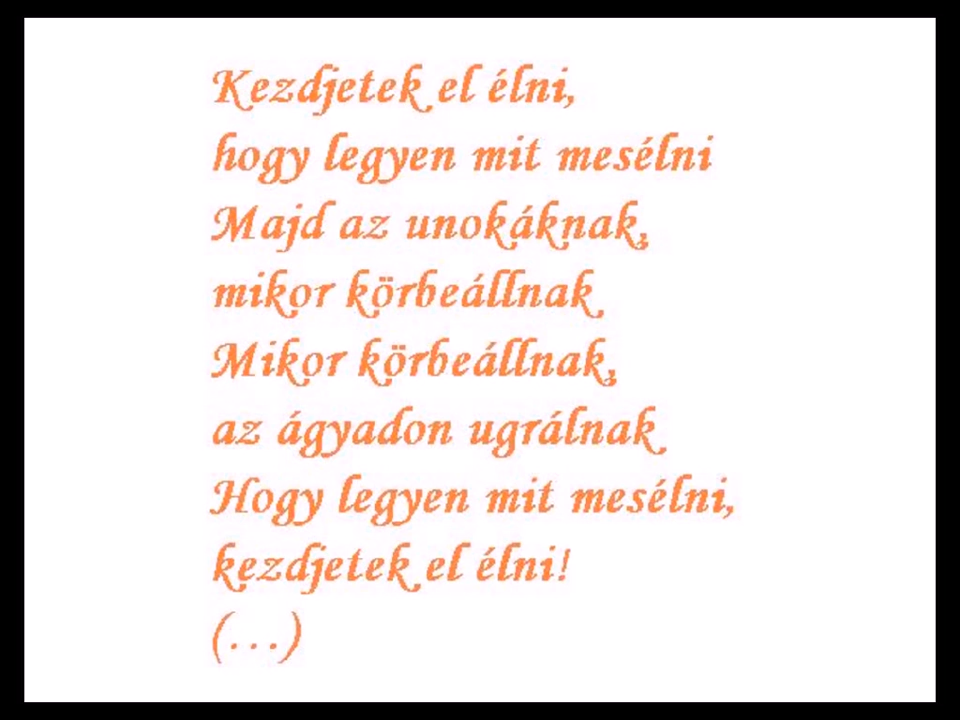 Kezdjetek el élni,
hogy legyen mit mesélni
Majd az unokáknak,
mikor körbeállnak
Mikor körbeállnak,
az ágyadon ugrálnak
Hogy legyen mit mesélni,
kezdjetek el élni!
(…)